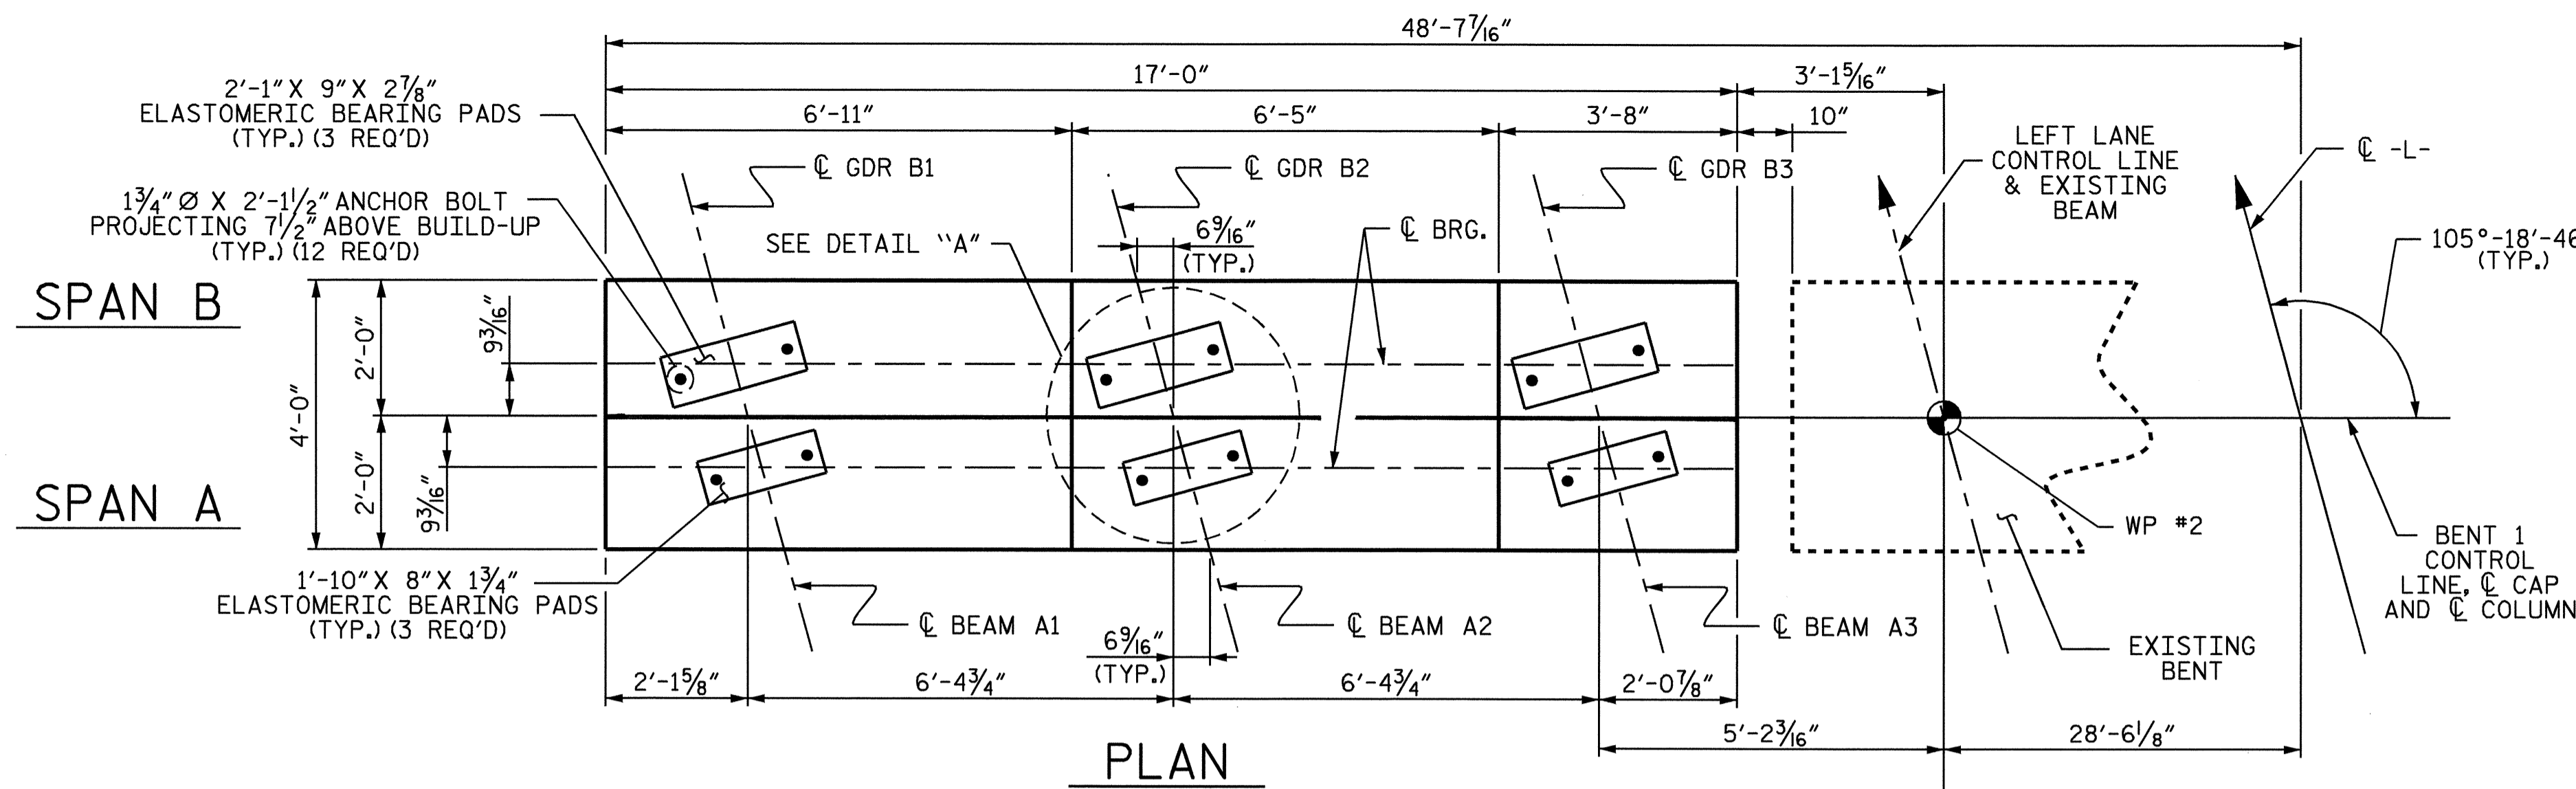 48'-7 7/16"
17'-0"
3'-1 5/16"
6'-11"
6'-5"
3'-8"
10"
2'-1" X 9" X 2 7/8"
ELASTOMERIC BEARING PADS
(TYP.) (3 REQ'D)
1 3/4" Ø X 2'-1 1/2" ANCHOR BOLT
PROJECTING 7 1/2" ABOVE BUILD-UP
(TYP.) (12 REQ'D)
℄ GDR B1
℄ GDR B2
℄ GDR B3
SEE DETAIL "A"
6 9/16"
(TYP.)
℄ BRG.
LEFT LANE
CONTROL LINE
& EXISTING
BEAM
℄ -L-
105°-18'-46
(TYP.)
SPAN B
SPAN A
4'-0"
2'-0"
2'-0"
9 3/16"
9 3/16"
1'-10" X 8" X 1 3/4"
ELASTOMERIC BEARING PADS
(TYP.) (3 REQ'D)
℄ BEAM A1
℄ BEAM A2
℄ BEAM A3
6 9/16"
(TYP.)
WP #2
EXISTING
BENT
BENT 1
CONTROL
LINE, ℄ CAP
AND ℄ COLUMN
2'-1 5/8"
6'-4 3/4"
6'-4 3/4"
2'-0 7/8"
5'-2 3/16"
28'-6 1/8"
PLAN